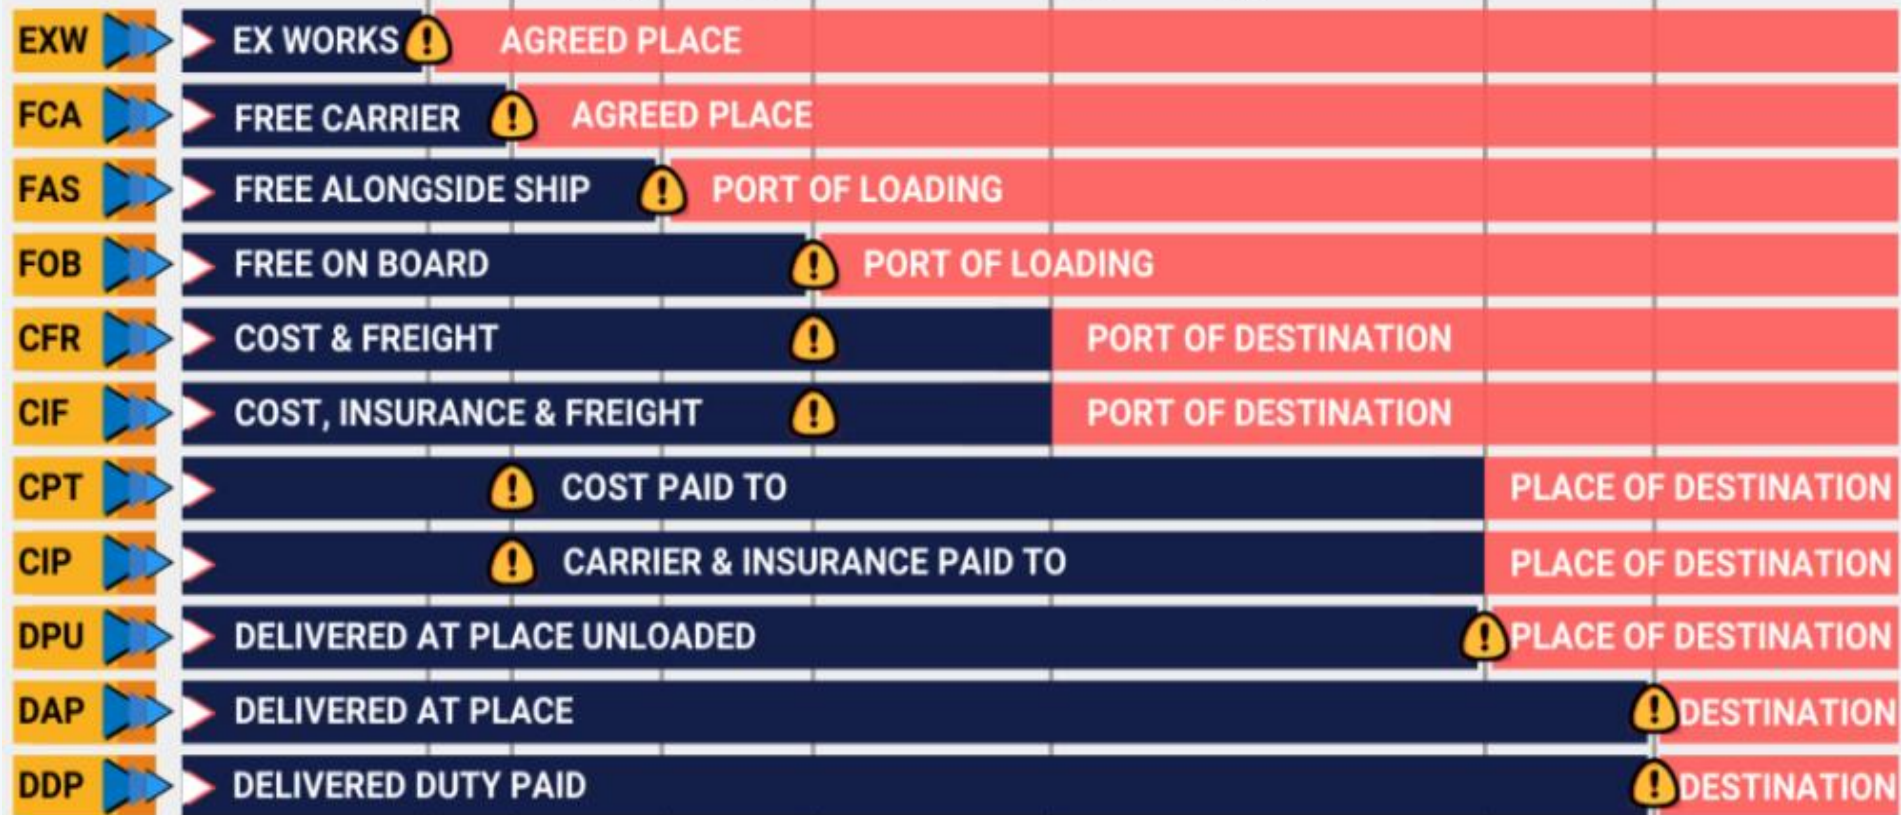 EXW EX WORKS ! AGREED PLACE
FCA FREE CARRIER ! AGREED PLACE
FAS FREE ALONGSIDE SHIP ! PORT OF LOADING
FOB FREE ON BOARD ! PORT OF LOADING
CFR COST & FREIGHT ! PORT OF DESTINATION
CIF COST, INSURANCE & FREIGHT ! PORT OF DESTINATION
CPT ! COST PAID TO PLACE OF DESTINATION
CIP ! CARRIER & INSURANCE PAID TO PLACE OF DESTINATION
DPU DELIVERED AT PLACE UNLOADED ! PLACE OF DESTINATION
DAP DELIVERED AT PLACE ! DESTINATION
DDP DELIVERED DUTY PAID ! DESTINATION